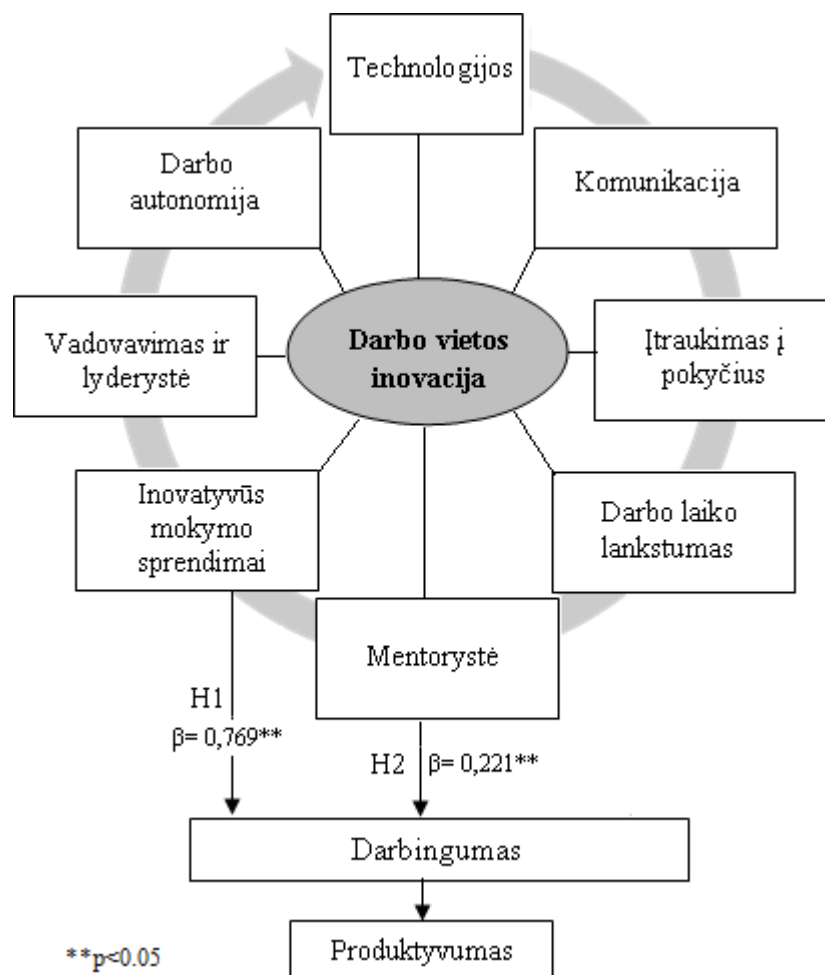 Technologijos
Darbo
autonomija
Komunikacija
Vadovavimas ir
lyderystė
Darbo vietos
inovacija
Įtraukimas į
pokyčius
Inovatyvūs
mokymo
sprendimai
Darbo laiko
lankstumas
Mentorystė
H1
β= 0,769**
H2 β= 0,221**
Darbingumas
**p<0.05
Produktyvumas